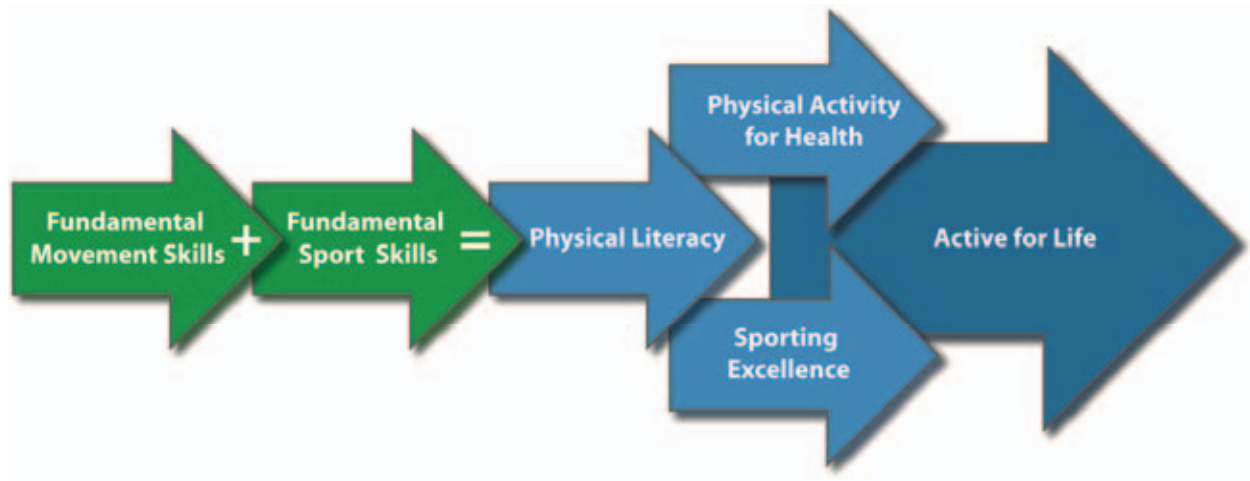 Fundamental
Movement Skills
+
Fundamental
Sport Skills
=
Physical Literacy
Physical Activity
for Health
Sporting
Excellence
Active for Life